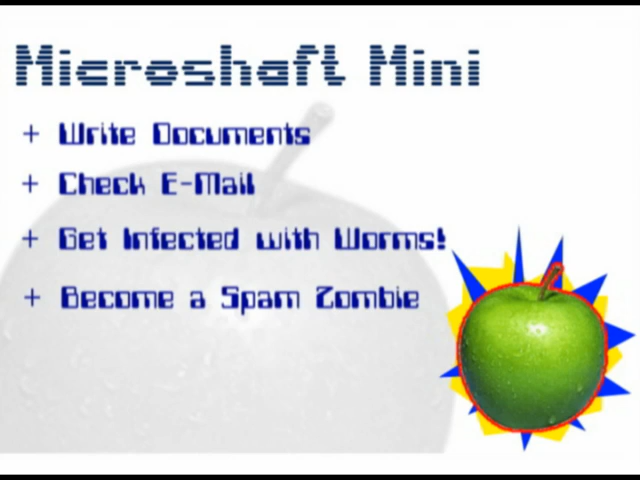 Microshaft Mini
+ Write Documents
+ Check E-Mail
+ Get Infected with Worms!
+ Become a Spam Zombie